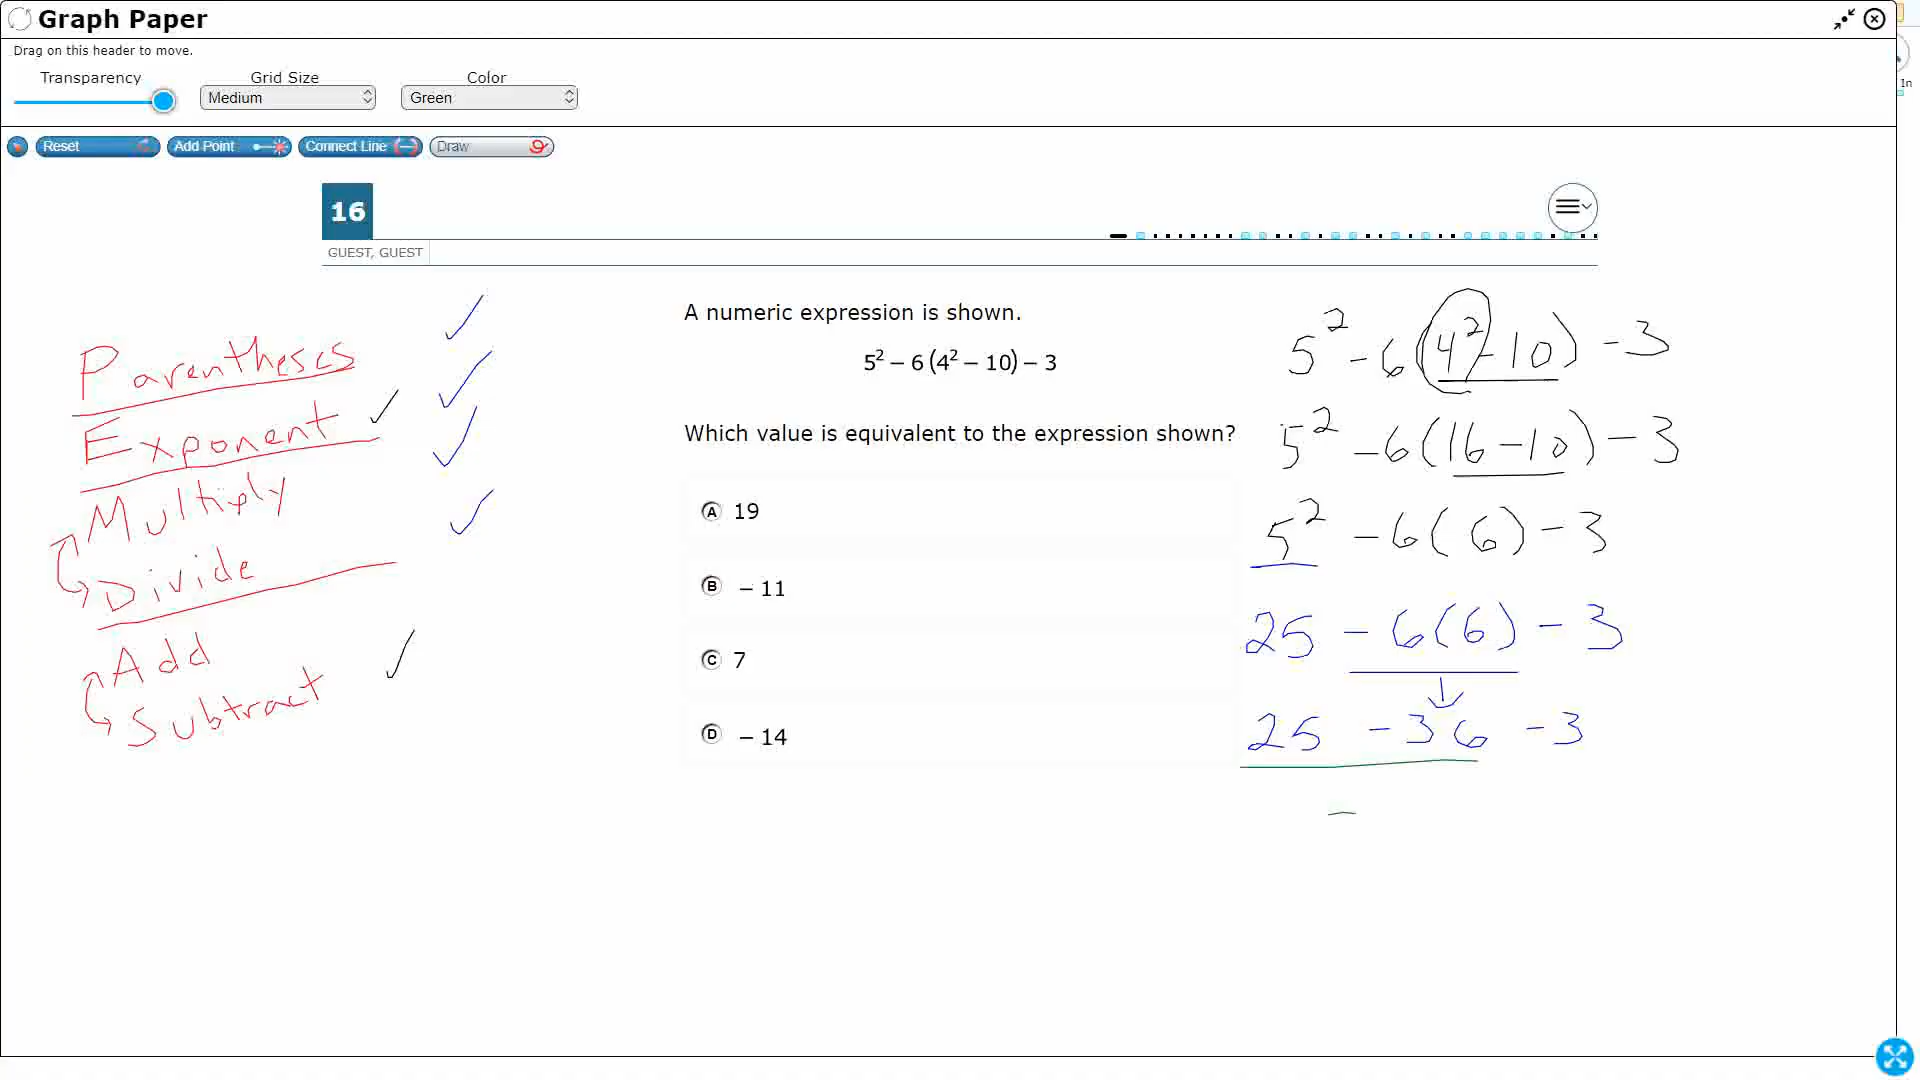 Graph Paper
Drag on this header to move.
Transparency
Grid Size
Color
Medium
Green
In
Reset
Add Point
Connect Line
Draw
16
GUEST, GUEST
Parentheses
Exponent
Multiply
Divide
Add
Subtract
A numeric expression is shown.
5² – 6 (4² – 10) – 3
Which value is equivalent to the expression shown?
A 19
B – 11
C 7
D – 14
5² – 6 (4² – 10) – 3
5² – 6 (16 – 10) – 3
5² – 6 (6) – 3
25 – 6 (6) – 3
25 – 36 – 3
–